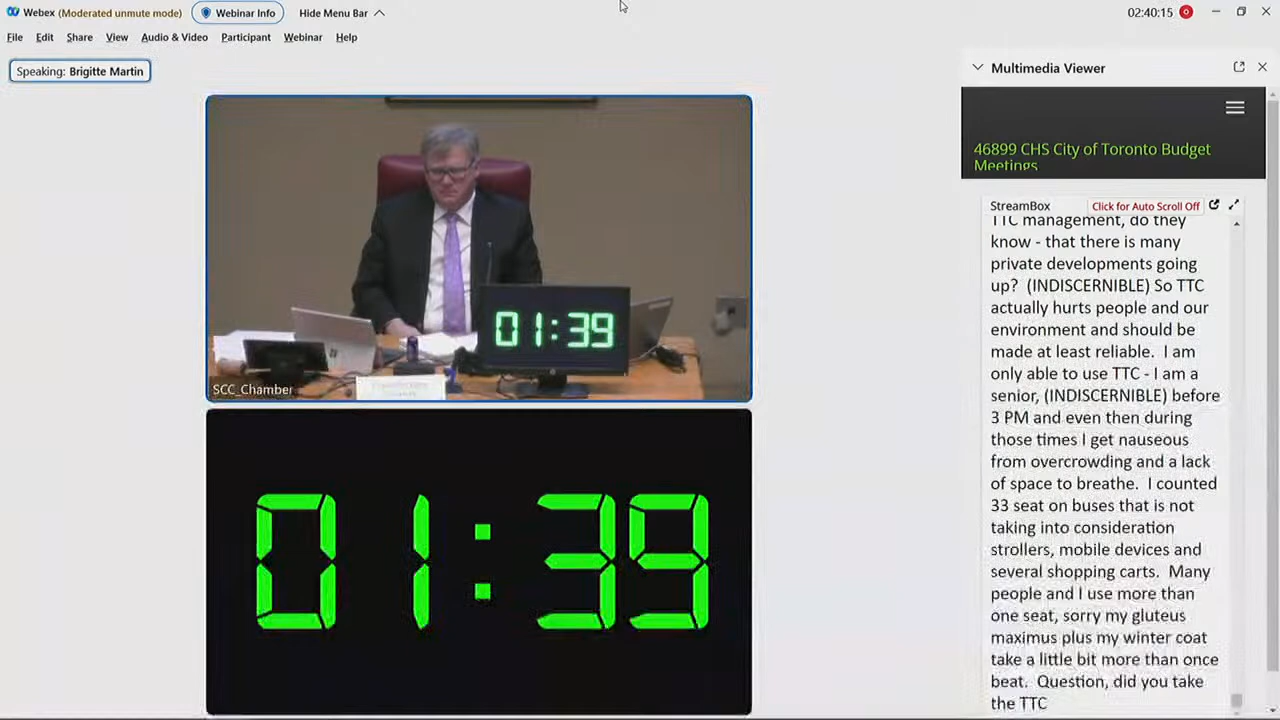 Webex (Moderated unmute mode) Webinar Info Hide Menu Bar 02:40:15
File Edit Share View Audio & Video Participant Webinar Help
Speaking: Brigitte Martin
01:39
SCC_Chamber
01:39
Multimedia Viewer
46899 CHS City of Toronto Budget
Meetings
StreamBox Click for Auto Scroll Off
TTC management, do they
know - that there is many
private developments going
up? (INDISCERNIBLE) So TTC
actually hurts people and our
environment and should be
made at least reliable. I am
only able to use TTC - I am a
senior, (INDISCERNIBLE) before
3 PM and even then during
those times I get nauseous
from overcrowding and a lack
of space to breathe. I counted
33 seat on buses that is not
taking into consideration
strollers, mobile devices and
several shopping carts. Many
people and I use more than
one seat, sorry my gluteus
maximus plus my winter coat
take a little bit more than once
beat. Question, did you take
the TTC